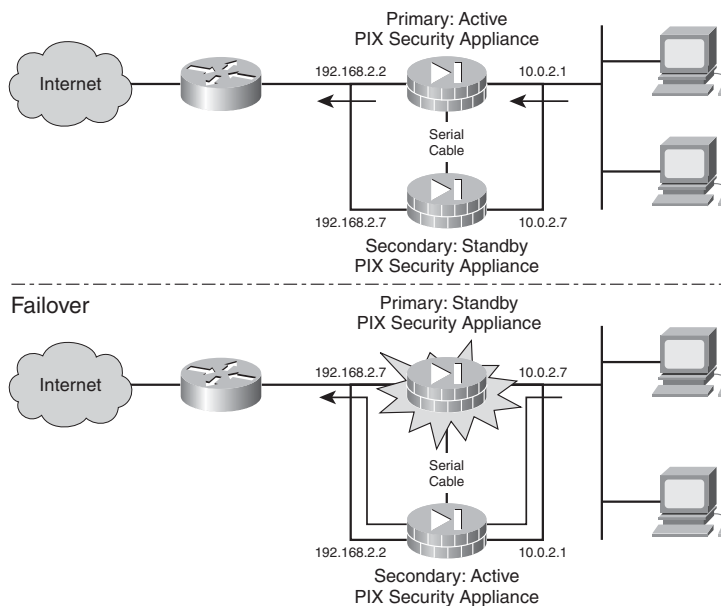 Primary: Active
PIX Security Appliance
Internet
192.168.2.2
10.0.2.1
Serial
Cable
192.168.2.7
10.0.2.7
Secondary: Standby
PIX Security Appliance
Failover
Primary: Standby
PIX Security Appliance
Internet
192.168.2.7
10.0.2.7
Serial
Cable
192.168.2.2
10.0.2.1
Secondary: Active
PIX Security Appliance